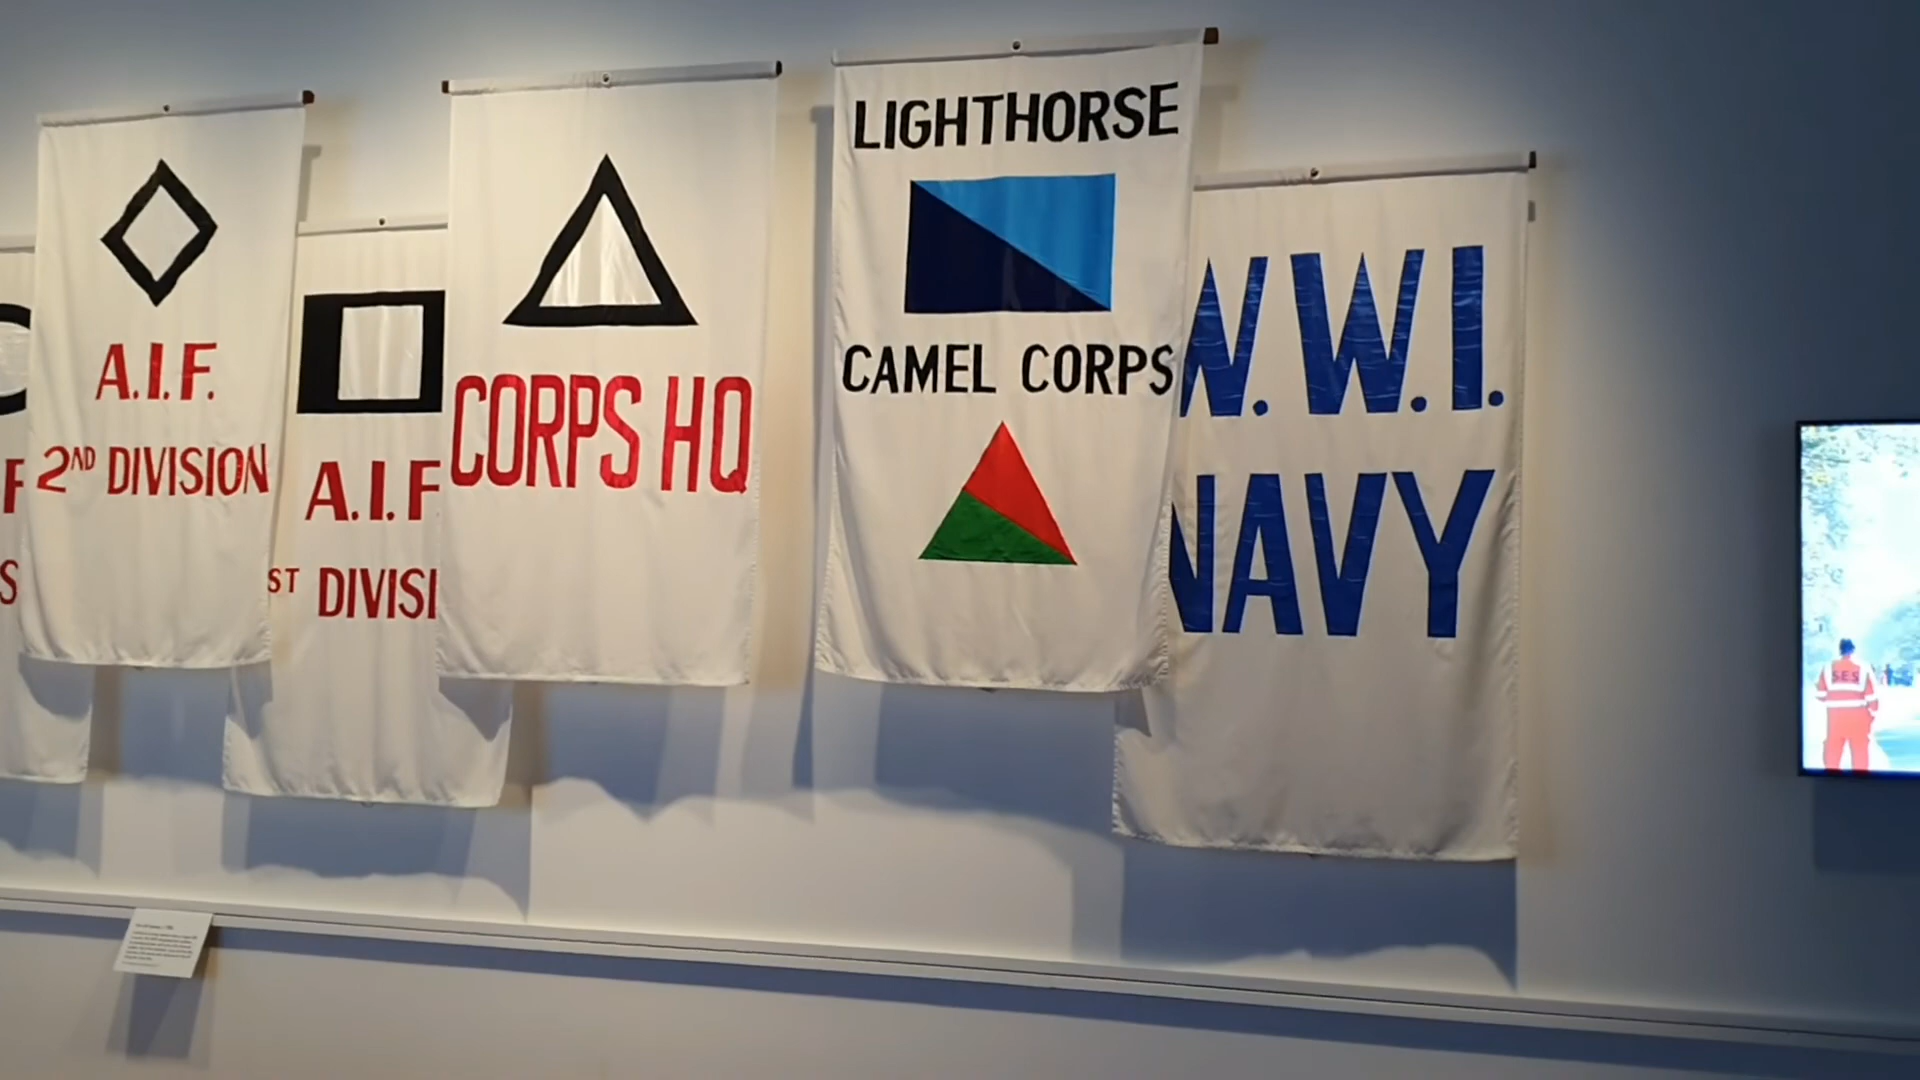 A.I.F.
2ND DIVISION
A.I.F
ST DIVISI
CORPS HQ
LIGHTHORSE
CAMEL CORPS
W.W.I.
NAVY
SES